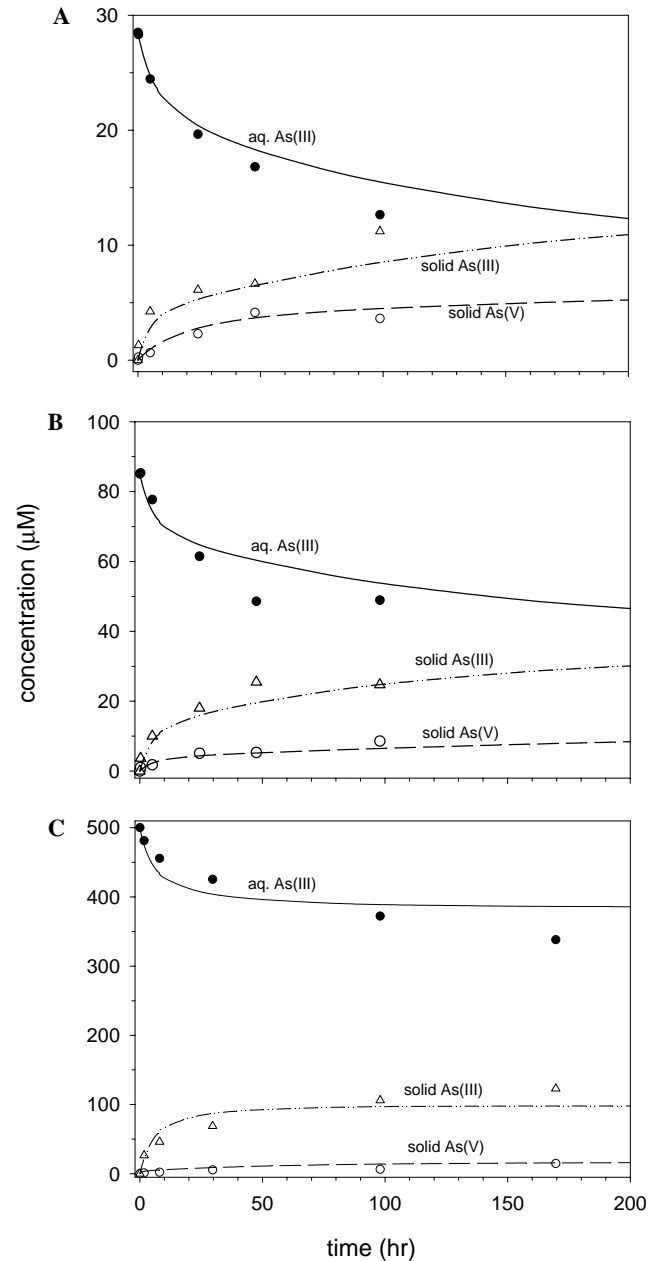 A
30
20
10
0
aq. As(III)
solid As(III)
solid As(V)
B
100
80
60
40
20
0
aq. As(III)
solid As(III)
solid As(V)
concentration (μM)
C
500
400
300
200
100
0
aq. As(III)
solid As(III)
solid As(V)
0 50 100 150 200
time (hr)